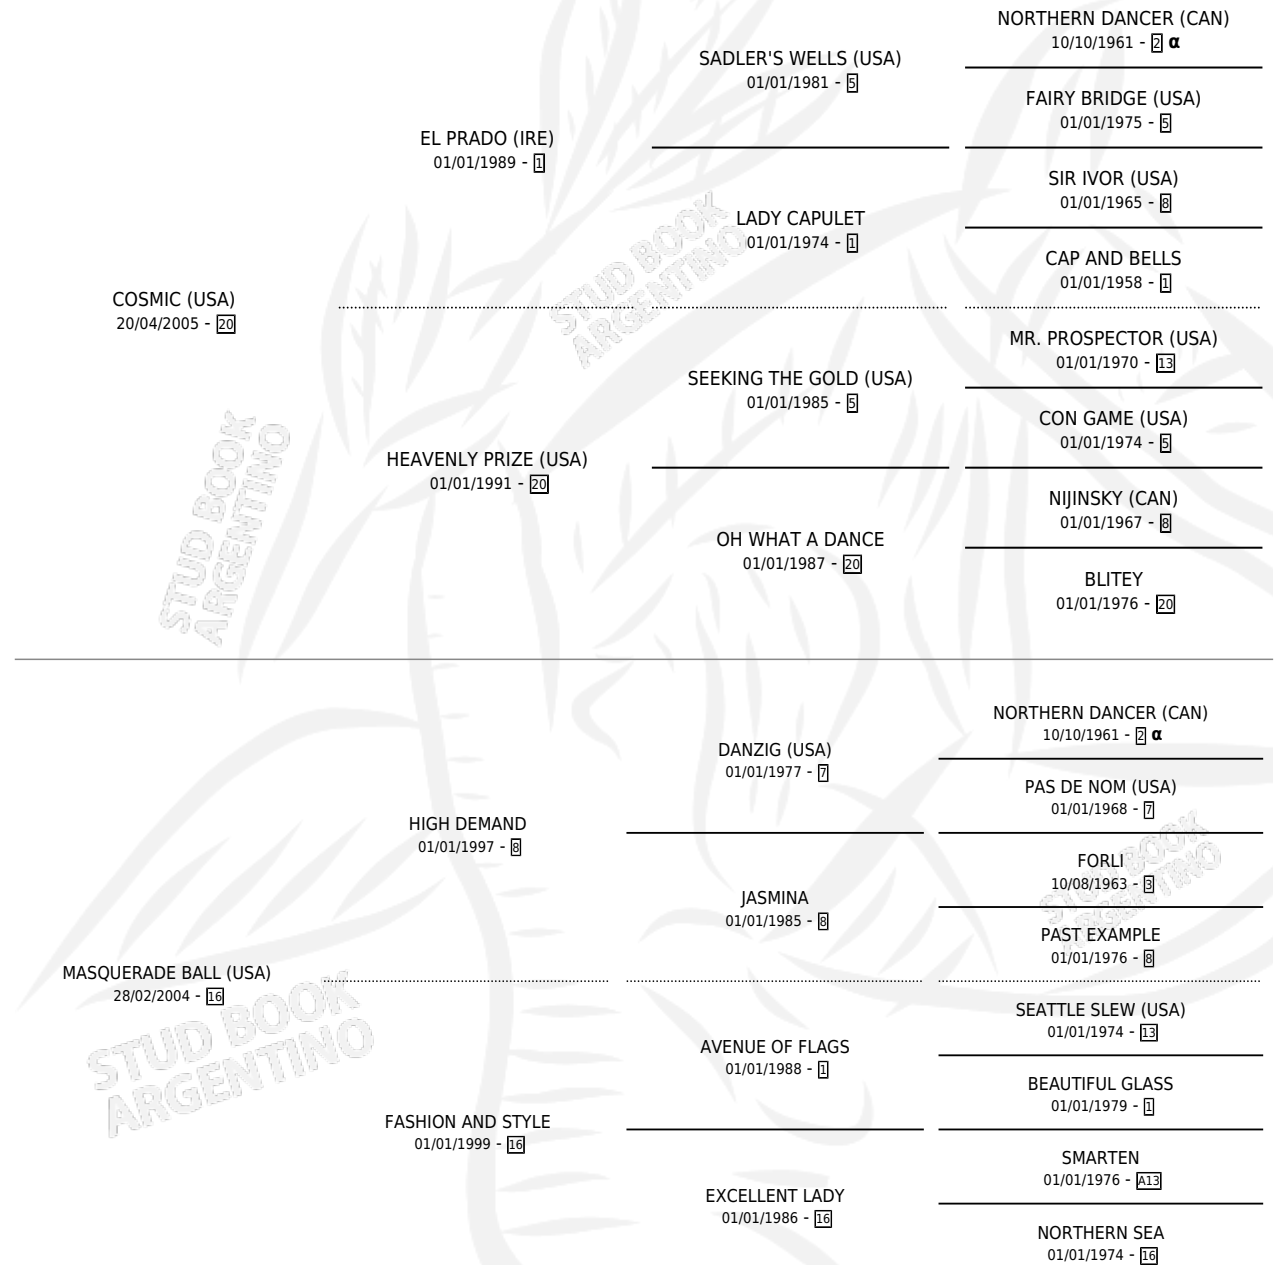 NORTHERN DANCER (CAN)
10/10/1961 - 2 α
SADLER'S WELLS (USA)
01/01/1981 - 5
FAIRY BRIDGE (USA)
01/01/1975 - 5
EL PRADO (IRE)
01/01/1989 - 1
SIR IVOR (USA)
01/01/1965 - 8
LADY CAPULET
01/01/1974 - 1
CAP AND BELLS
01/01/1958 - 1
COSMIC (USA)
20/04/2005 - 20
MR. PROSPECTOR (USA)
01/01/1970 - 13
SEEKING THE GOLD (USA)
01/01/1985 - 5
CON GAME (USA)
01/01/1974 - 5
HEAVENLY PRIZE (USA)
01/01/1991 - 20
NIJINSKY (CAN)
01/01/1967 - 8
OH WHAT A DANCE
01/01/1987 - 20
BLITEY
01/01/1976 - 20
NORTHERN DANCER (CAN)
10/10/1961 - 2 α
DANZIG (USA)
01/01/1977 - 7
PAS DE NOM (USA)
01/01/1968 - 7
HIGH DEMAND
01/01/1997 - 8
FORLI
10/08/1963 - 3
JASMINA
01/01/1985 - 8
PAST EXAMPLE
01/01/1976 - 8
MASQUERADE BALL (USA)
28/02/2004 - 16
SEATTLE SLEW (USA)
01/01/1974 - 13
AVENUE OF FLAGS
01/01/1988 - 1
BEAUTIFUL GLASS
01/01/1979 - 1
FASHION AND STYLE
01/01/1999 - 16
SMARTEN
01/01/1976 - A13
EXCELLENT LADY
01/01/1986 - 16
NORTHERN SEA
01/01/1974 - 16
STUD BOOK
ARGENTINO
STUD BOOK
ARGENTINO
STUD BOOK
ARGENTINO
STUD BOOK
ARGENTINO